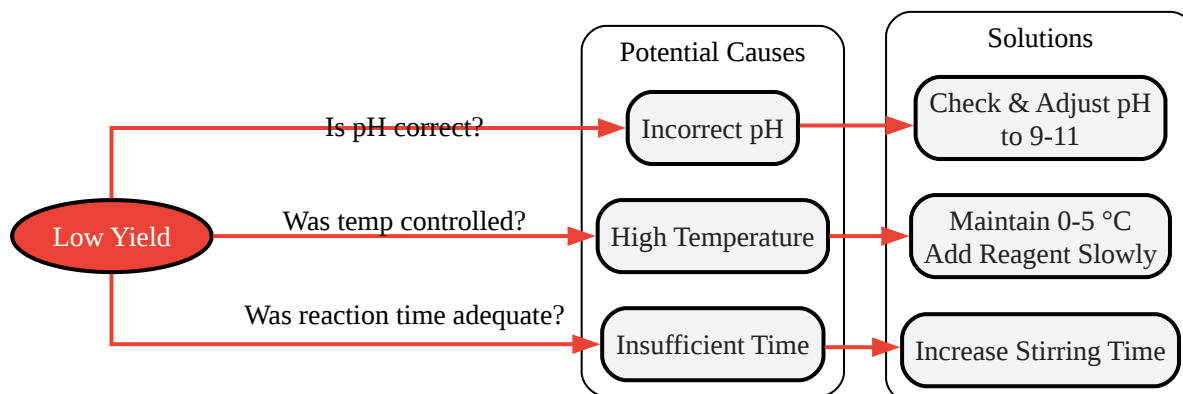 Low Yield
Is pH correct?
Was temp controlled?
Was reaction time adequate?
Potential Causes
Incorrect pH
High Temperature
Insufficient Time
Solutions
Check & Adjust pH
to 9-11
Maintain 0-5 °C
Add Reagent Slowly
Increase Stirring Time